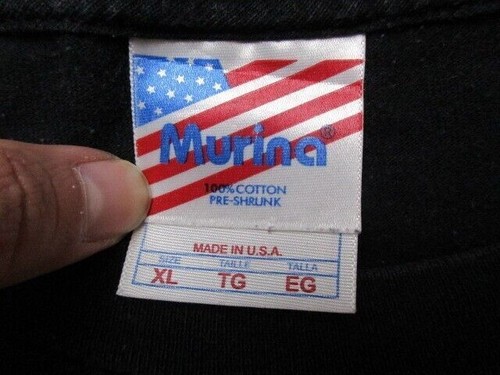 Murina®
100% COTTON
PRE-SHRUNK
MADE IN U.S.A.
SIZE TAILLE TALLA
XL TG EG